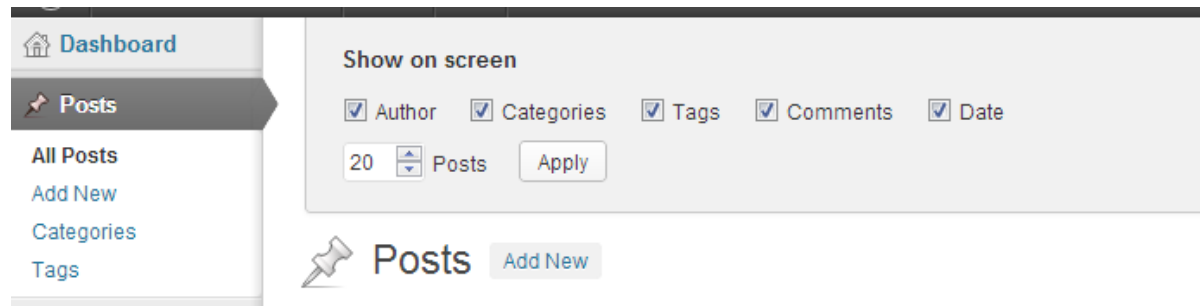 Dashboard
Posts
All Posts
Add New
Categories
Tags
Show on screen
Author Categories Tags Comments Date
20 Posts Apply
Posts Add New